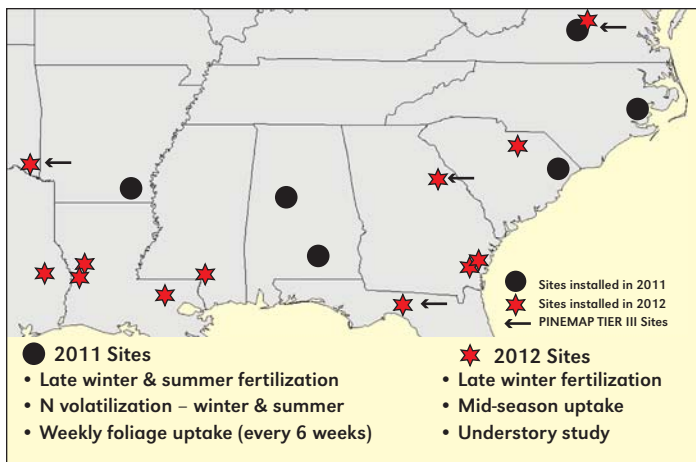 Sites installed in 2011
Sites installed in 2012
PINEMAP TIER III Sites
2011 Sites
• Late winter & summer fertilization
• N volatilization – winter & summer
• Weekly foliage uptake (every 6 weeks)
2012 Sites
• Late winter fertilization
• Mid-season uptake
• Understory study